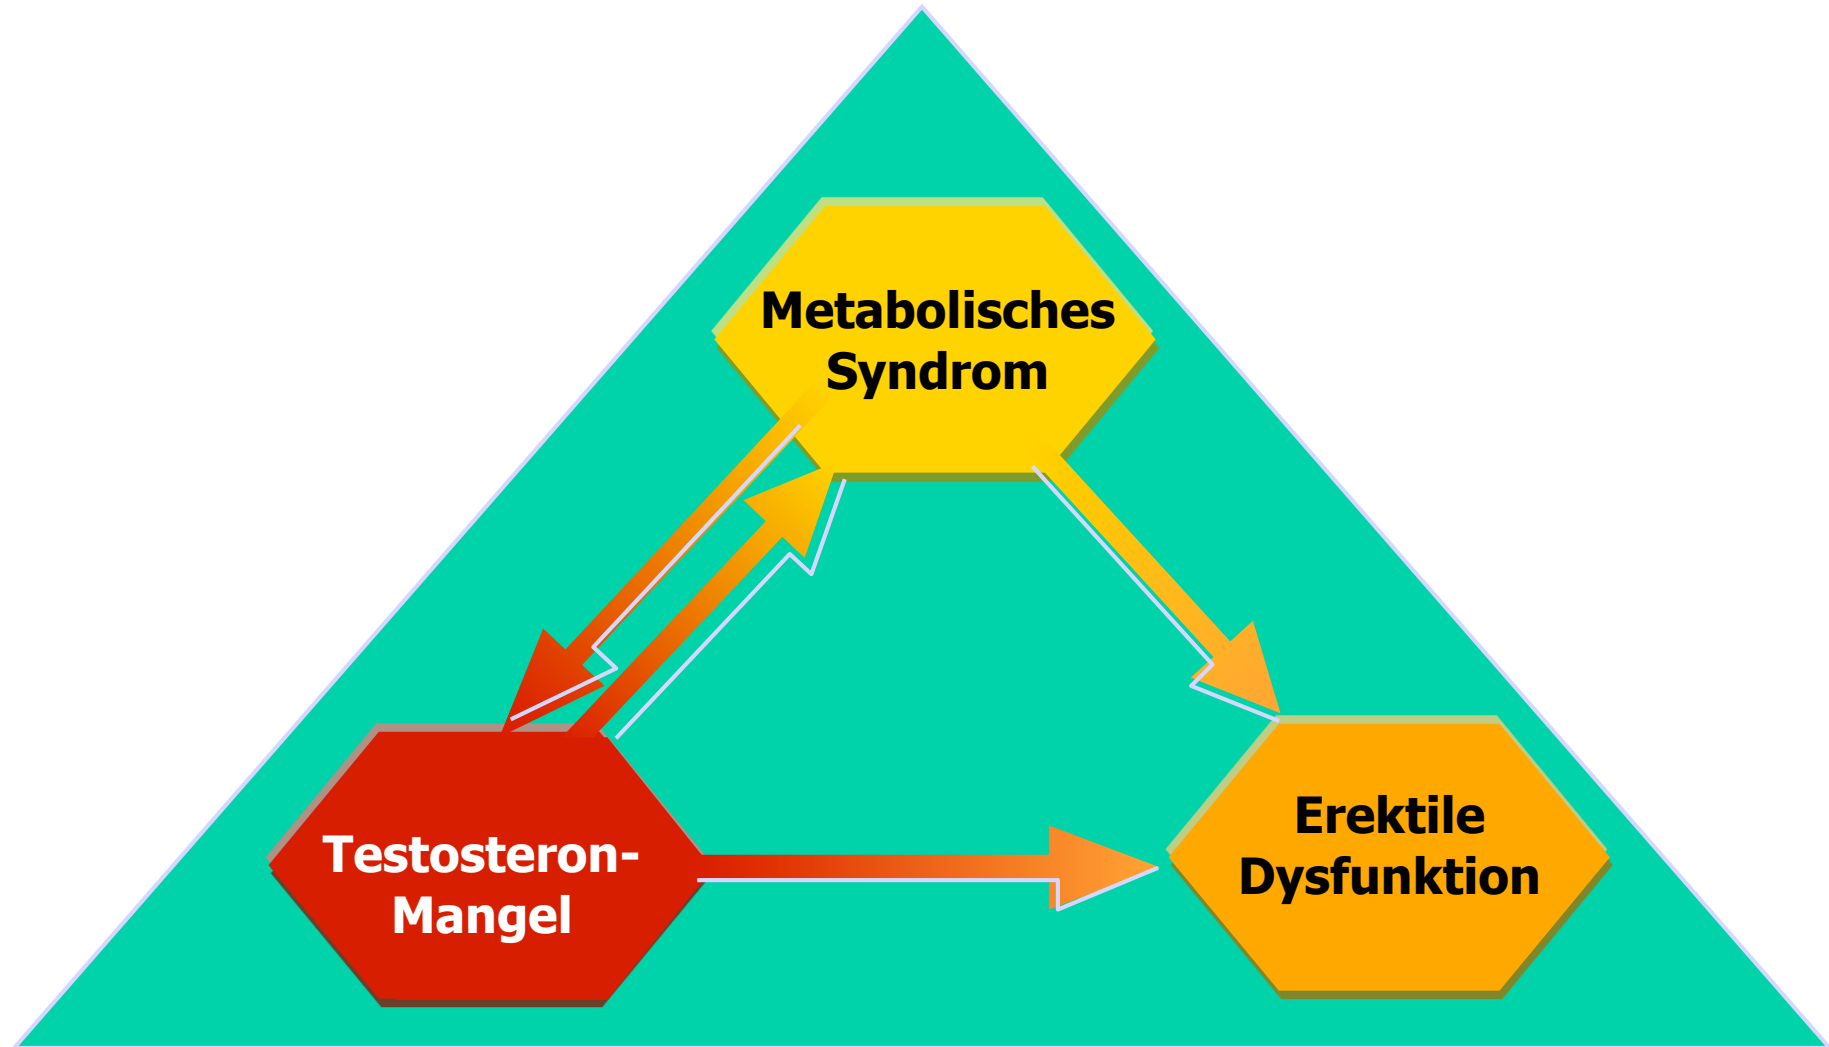 Metabolisches
Syndrom
Testosteron-
Mangel
Erektile
Dysfunktion